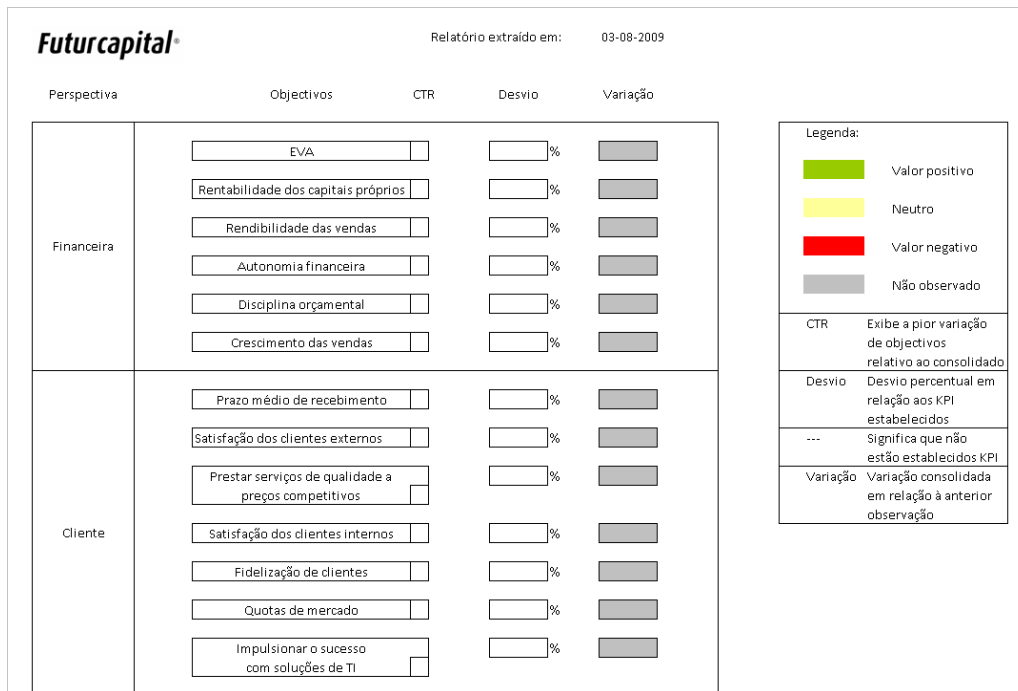 Futurcapital®
Relatório extraído em: 03-08-2009
Perspectiva Objectivos CTR Desvio Variação
Financeira
EVA %
Rentabilidade dos capitais próprios %
Rendibilidade das vendas %
Autonomia financeira %
Disciplina orçamental %
Crescimento das vendas %
Cliente
Prazo médio de recebimento %
Satisfação dos clientes externos %
Prestar serviços de qualidade a %
preços competitivos
Satisfação dos clientes internos %
Fidelização de clientes %
Quotas de mercado %
Impulsionar o sucesso %
com soluções de TI
Legenda:
Valor positivo
Neutro
Valor negativo
Não observado
CTR Exibe a pior variação
de objectivos
relativo ao consolidado
Desvio Desvio percentual em
relação aos KPI
estabelecidos
--- Significa que não
estão establecidos KPI
Variação Variação consolidada
em relação à anterior
observação